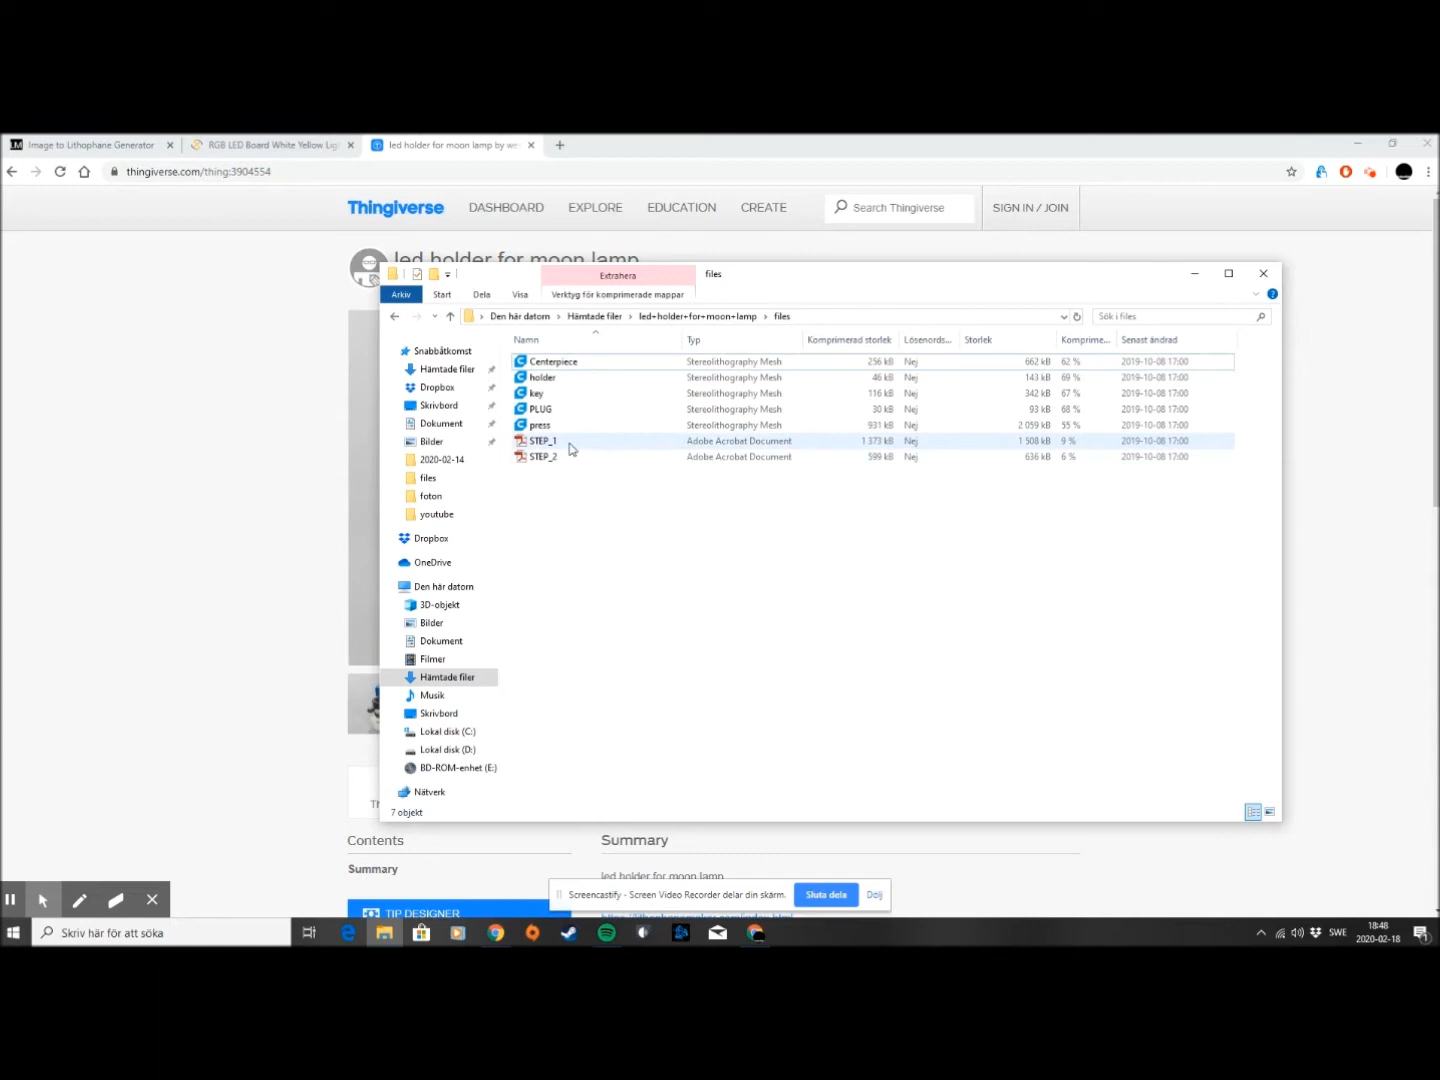 Image to Lithophane Generator
RGB LED Board White Yellow Lig
led holder for moon lamp by we
thingiverse.com/thing:3904554
Thingiverse DASHBOARD EXPLORE EDUCATION CREATE Search Thingiverse SIGN IN / JOIN
led holder for moon lamp
Extrahera files
Arkiv Start Dela Visa Verktyg för komprimerade mappar
Den här datorn > Hämtade filer > led+holder+for+moon+lamp > files Sök i files
Namn Typ Komprimerad storlek Lösenords... Storlek Komprime... Senast ändrad
Centerpiece Stereolithography Mesh 256 kB Nej 662 kB 62 % 2019-10-08 17:00
holder Stereolithography Mesh 46 kB Nej 143 kB 69 % 2019-10-08 17:00
key Stereolithography Mesh 116 kB Nej 342 kB 67 % 2019-10-08 17:00
PLUG Stereolithography Mesh 30 kB Nej 93 kB 68 % 2019-10-08 17:00
press Stereolithography Mesh 931 kB Nej 2 059 kB 55 % 2019-10-08 17:00
STEP_1 Adobe Acrobat Document 1 373 kB Nej 1 508 kB 9 % 2019-10-08 17:00
STEP_2 Adobe Acrobat Document 599 kB Nej 636 kB 6 % 2019-10-08 17:00
Snabbåtkomst
Hämtade filer
Dropbox
Skrivbord
Dokument
Bilder
2020-02-14
files
foton
youtube
Dropbox
OneDrive
Den här datorn
3D-objekt
Bilder
Dokument
Filmer
Hämtade filer
Musik
Skrivbord
Lokal disk (C:)
Lokal disk (D:)
BD-ROM-enhet (E:)
Nätverk
7 objekt
Contents Summary
Summary
led holder for moon lamp
TIP DESIGNER
Screencastify - Screen Video Recorder delar din skärm. Sluta dela Dölj
Skriv här för att söka
SWE
18:48
2020-02-18